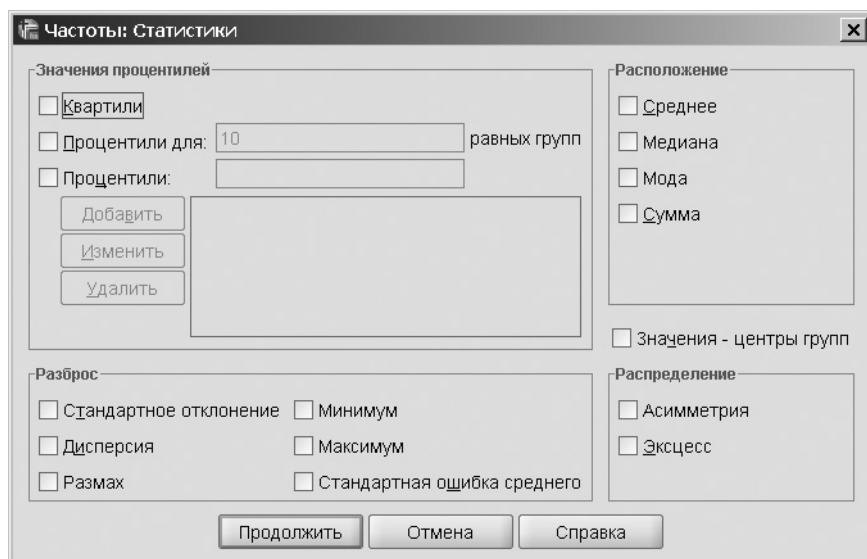 Частоты: Статистики
Значения процентилей
Квартили
Процентили для: 10 равных групп
Процентили:
Добавить
Изменить
Удалить
Расположение
Среднее
Медиана
Мода
Сумма
Значения - центры групп
Разброс
Стандартное отклонение
Минимум
Дисперсия
Максимум
Размах
Стандартная ошибка среднего
Распределение
Асимметрия
Эксцесс
Продолжить
Отмена
Справка